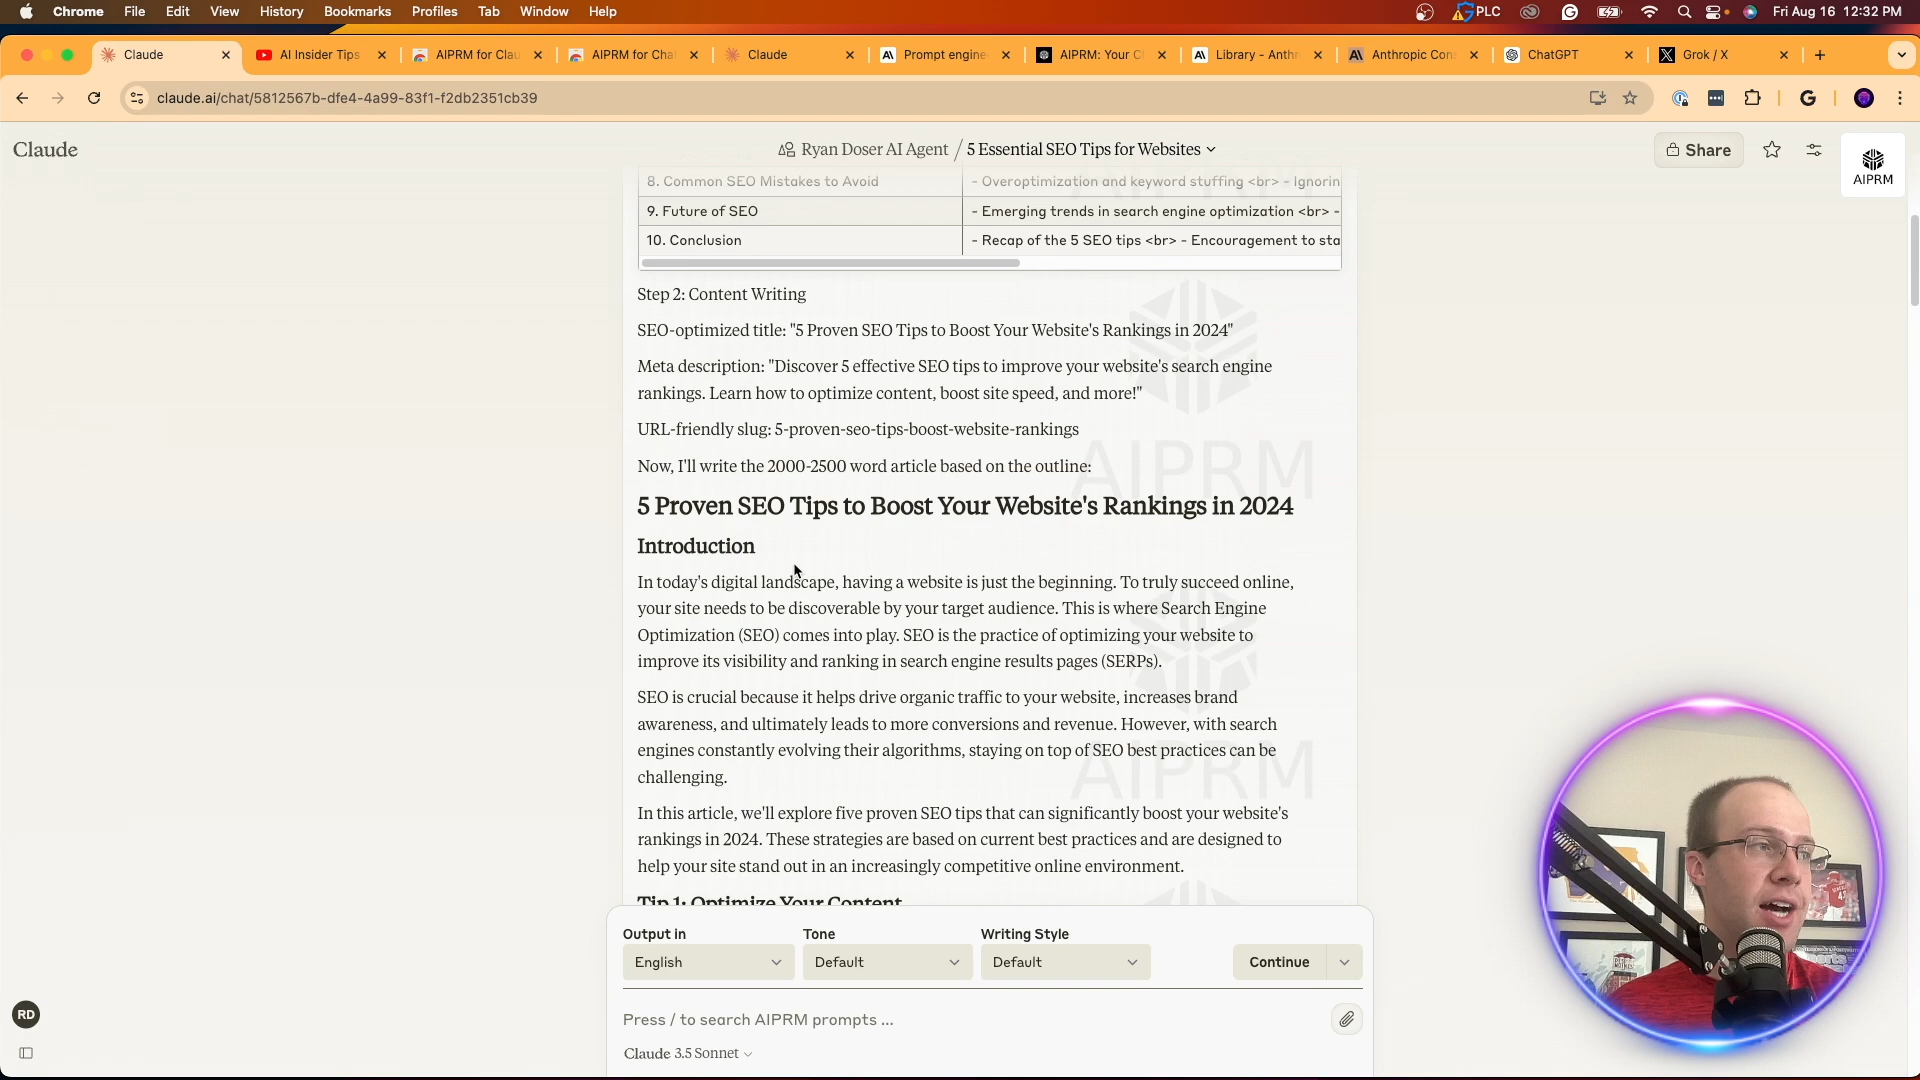 Chrome File Edit View History Bookmarks Profiles Tab Window Help PLC Fri Aug 16 12:32 PM
Claude AI Insider Tips AIPRM for Clau AIPRM for Cha Claude Prompt engine AIPRM: Your C Library - Anthr Anthropic Con ChatGPT Grok / X
claude.ai/chat/5812567b-dfe4-4a99-83f1-f2db2351cb39
Claude
Ryan Doser AI Agent / 5 Essential SEO Tips for Websites
Share
AIPRM
8. Common SEO Mistakes to Avoid - Overoptimization and keyword stuffing <br> - Ignorin
9. Future of SEO - Emerging trends in search engine optimization <br> -
10. Conclusion - Recap of the 5 SEO tips <br> - Encouragement to sta
Step 2: Content Writing
SEO-optimized title: "5 Proven SEO Tips to Boost Your Website's Rankings in 2024"
Meta description: "Discover 5 effective SEO tips to improve your website's search engine
rankings. Learn how to optimize content, boost site speed, and more!"
URL-friendly slug: 5-proven-seo-tips-boost-website-rankings
Now, I'll write the 2000-2500 word article based on the outline:
AIPRM
5 Proven SEO Tips to Boost Your Website's Rankings in 2024
Introduction
In today's digital landscape, having a website is just the beginning. To truly succeed online,
your site needs to be discoverable by your target audience. This is where Search Engine
Optimization (SEO) comes into play. SEO is the practice of optimizing your website to
improve its visibility and ranking in search engine results pages (SERPs).
SEO is crucial because it helps drive organic traffic to your website, increases brand
awareness, and ultimately leads to more conversions and revenue. However, with search
engines constantly evolving their algorithms, staying on top of SEO best practices can be
challenging.
AIPRM
In this article, we'll explore five proven SEO tips that can significantly boost your website's
rankings in 2024. These strategies are based on current best practices and are designed to
help your site stand out in an increasingly competitive online environment.
Tip 1: Optimize Your Content
Output in Tone Writing Style
English Default Default Continue
Press / to search AIPRM prompts ...
Claude 3.5 Sonnet
RD